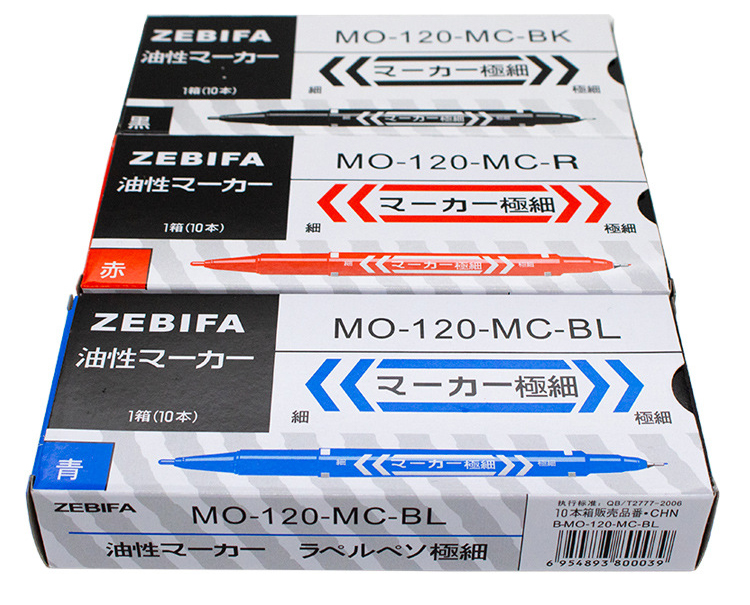 ZEBIFA
油性マーカー
1箱(10本)
黒
MO-120-MC-BK
マーカー極細
細
極細
マーカー極細
ZEBIFA
油性マーカー
1箱(10本)
赤
MO-120-MC-R
マーカー極細
細
極細
細 マーカー極細 極細
ZEBIFA
油性マーカー
1箱(10本)
青
MO-120-MC-BL
マーカー極細
細
極細
細 マーカー極細 極細
ZEBIFA
MO-120-MC-BL
油性マーカー ラペルペン極細
执行标准: QB/T2777-2006
10本箱販売品番・CHN
B-MO-120-MC-BL
6 954893 800039